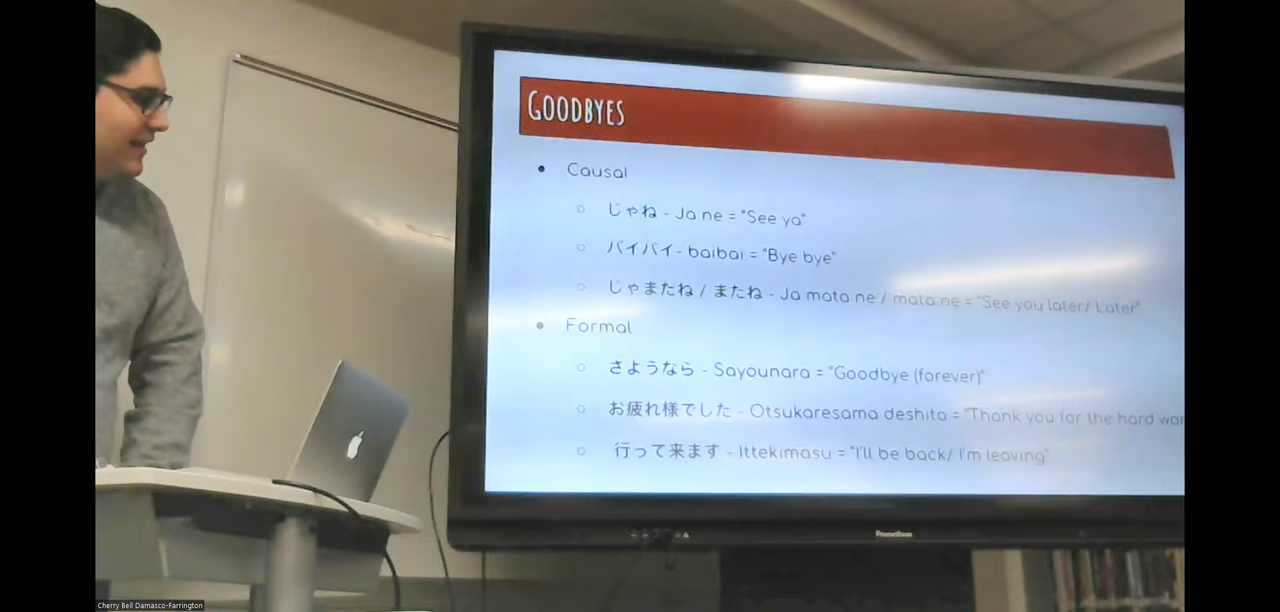 GOODBYES
Causal
じゃね - Ja ne = "See ya"
バイバイ - baibai = "Bye bye"
じゃまたね / またね - Ja mata ne / mata ne = "See you later/ Later"
Formal
さようなら - Sayounara = "Goodbye (forever)"
お疲れ様でした - Otsukaresama deshita = "Thank you for the hard wor
行って来ます - Ittekimasu = "I'll be back/ I'm leaving"
Promethean
Cherry Bell Damasco-Farrington